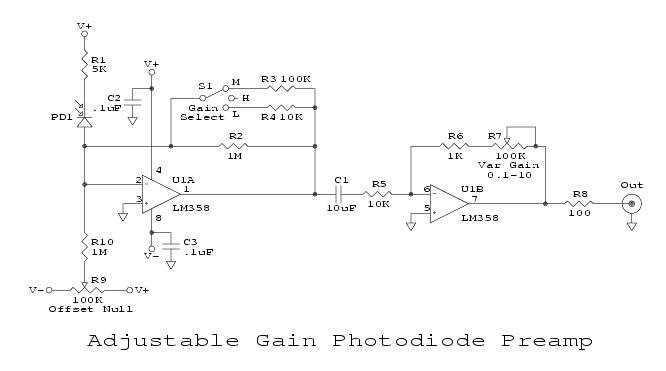 V+
R1
5K
V+
C2
.1uF
PD1
S1
Gain
Select
M
H
L
R3 100K
R4 10K
R2
1M
2
-
3
+
4
1
8
U1A
LM358
C3
.1uF
V-
R10
1M
V-
R9
V+
100K
Offset Null
C1
10uF
R5
10K
R6
1K
R7
100K
Var Gain
0.1-10
6
-
5
+
U1B
7
LM358
R8
100
Out
Adjustable Gain Photodiode Preamp